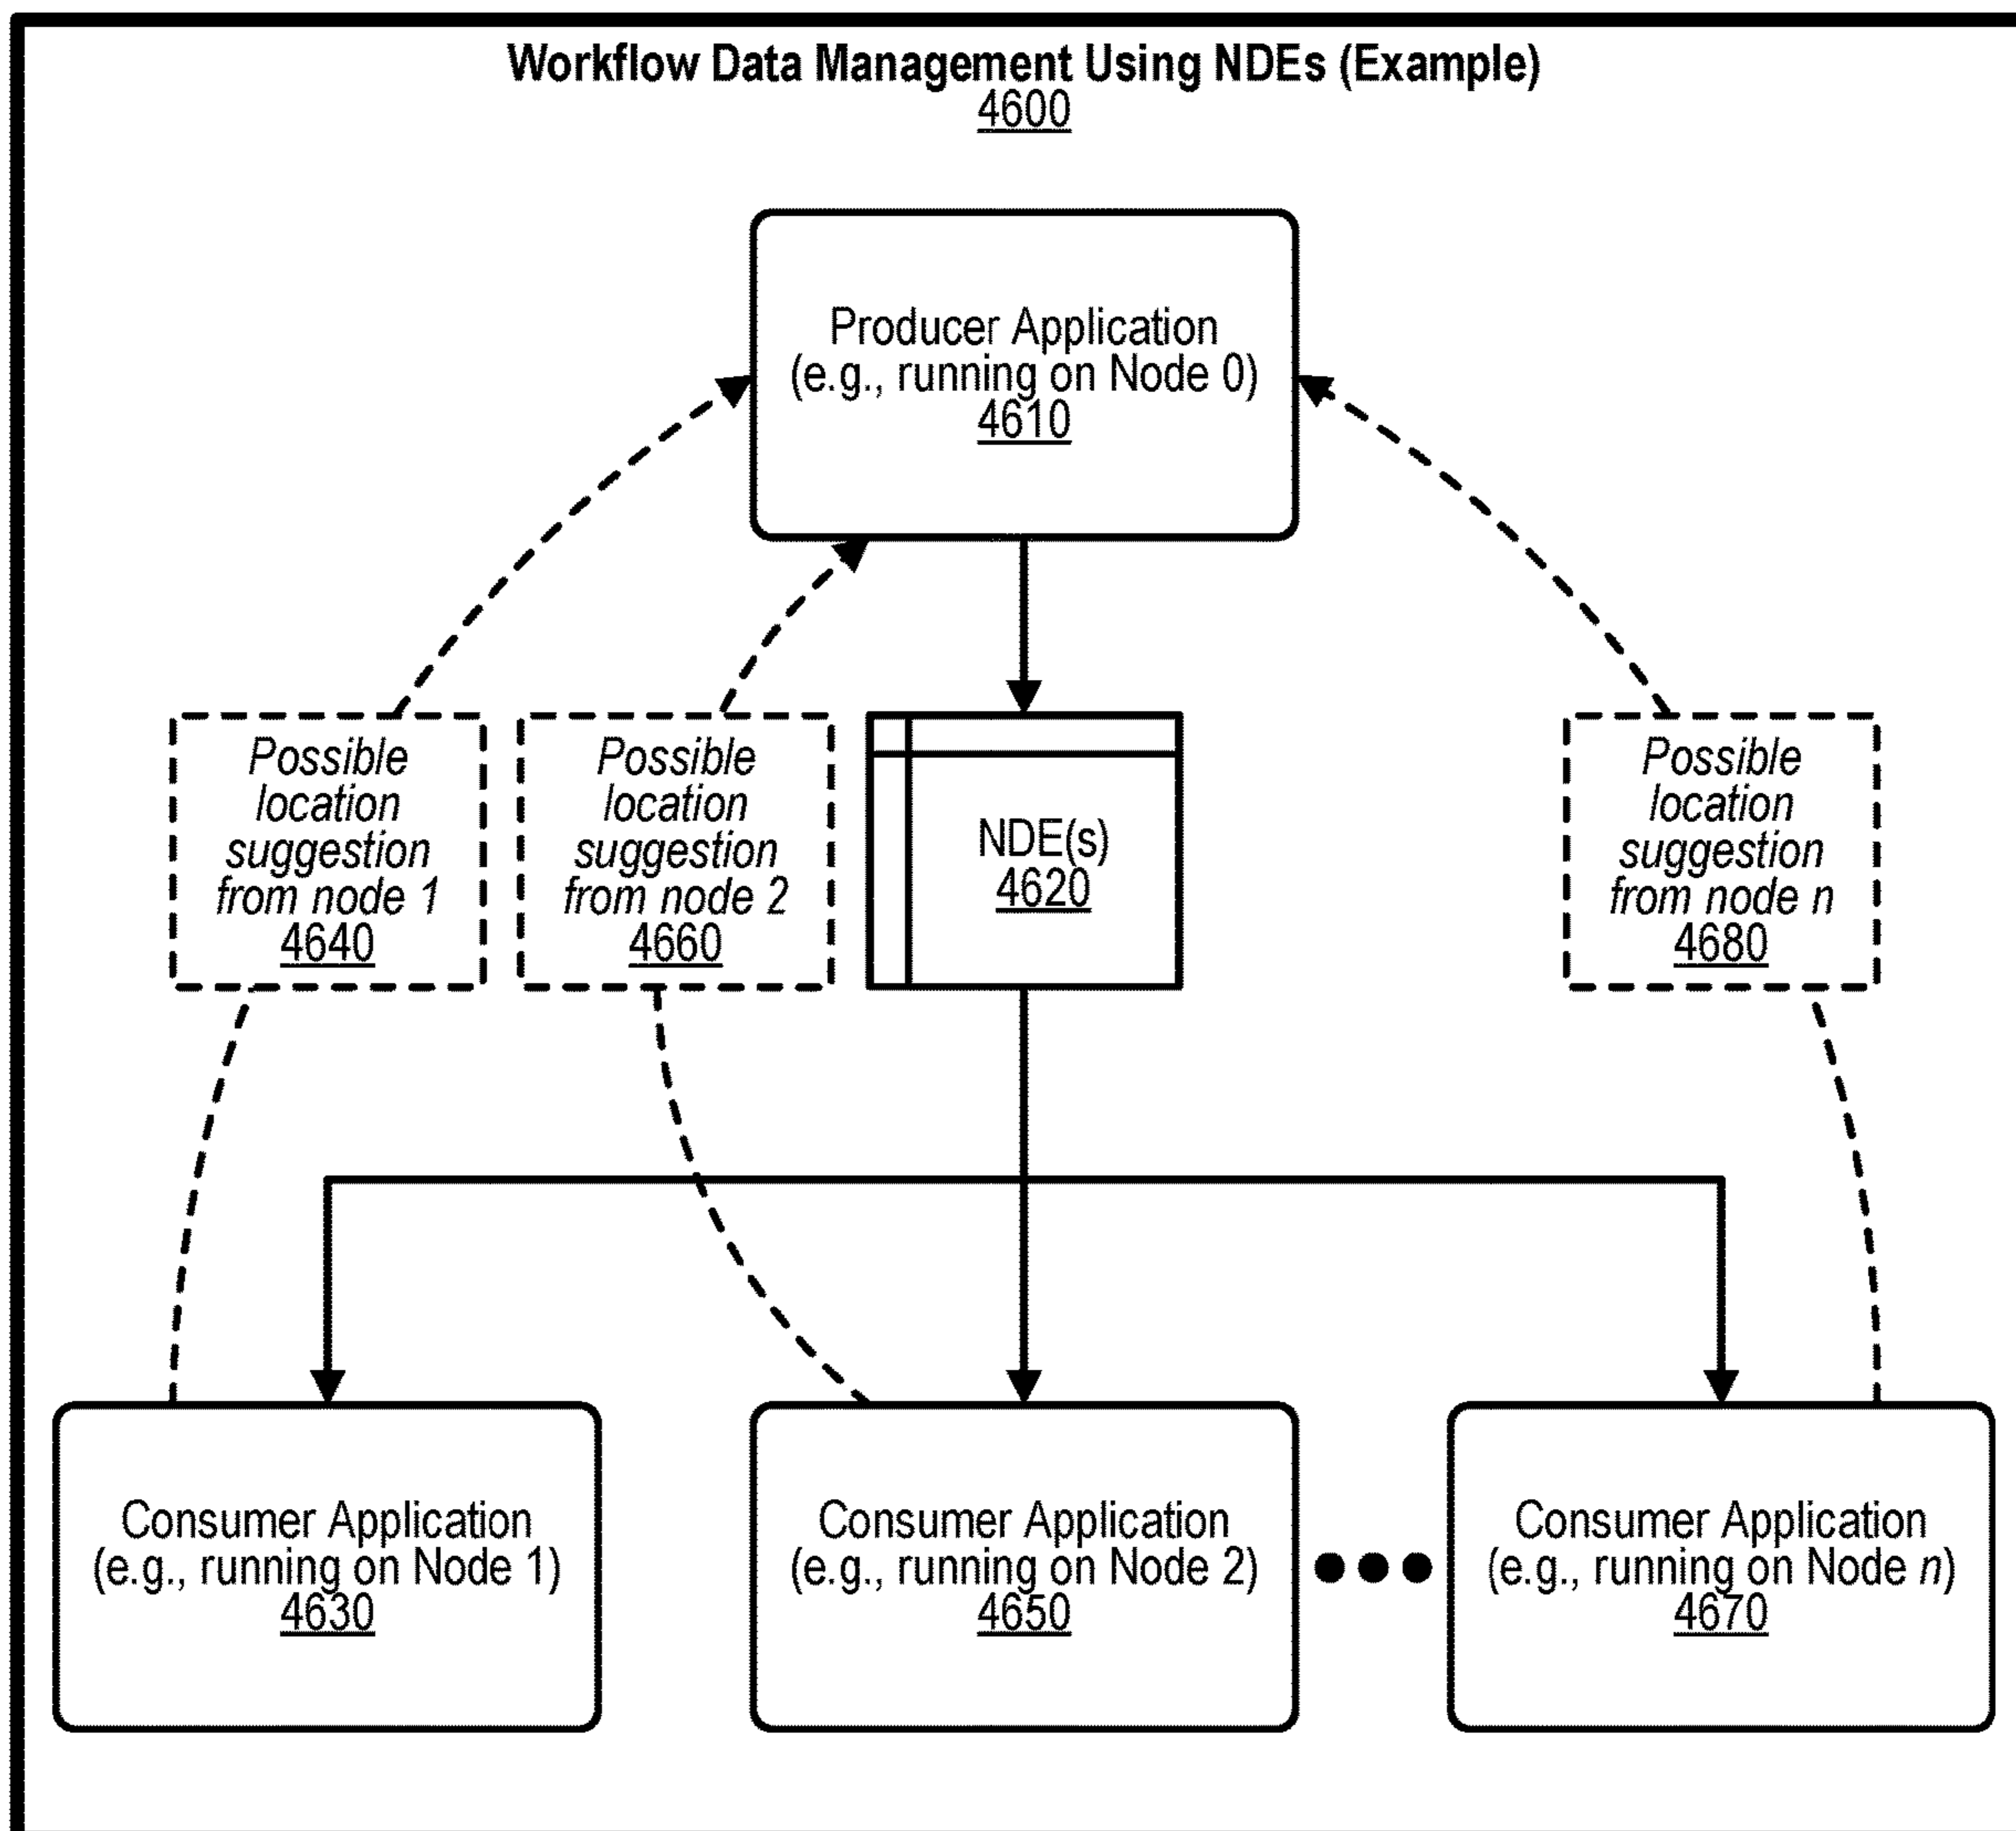 Workflow Data Management Using NDEs (Example)
4600
Producer Application
(e.g., running on Node 0)
4610
Possible
location
suggestion
from node 1
4640
Possible
location
suggestion
from node 2
4660
NDE(s)
4620
Possible
location
suggestion
from node n
4680
Consumer Application
(e.g., running on Node 1)
4630
Consumer Application
(e.g., running on Node 2)
4650
Consumer Application
(e.g., running on Node n)
4670